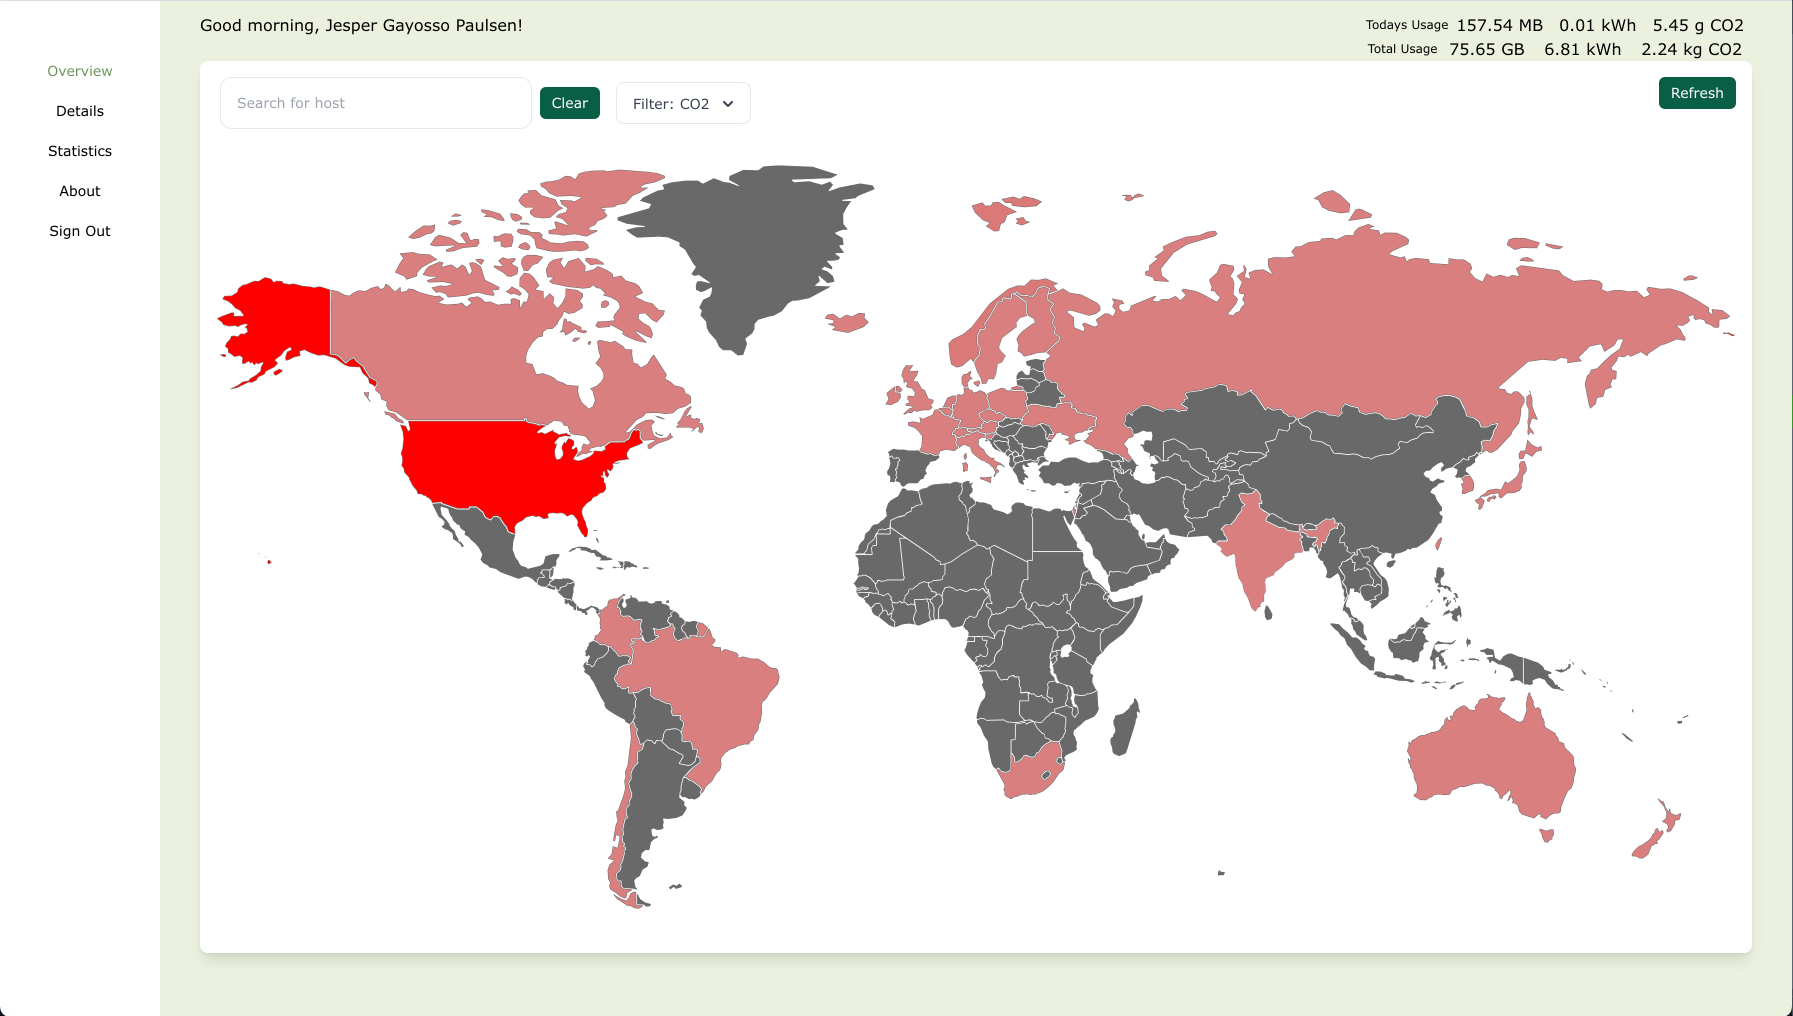 Good morning, Jesper Gayosso Paulsen!
Todays Usage 157.54 MB 0.01 kWh 5.45 g CO2
Total Usage 75.65 GB 6.81 kWh 2.24 kg CO2
Overview
Details
Statistics
About
Sign Out
Search for host
Clear
Filter: CO2
Refresh